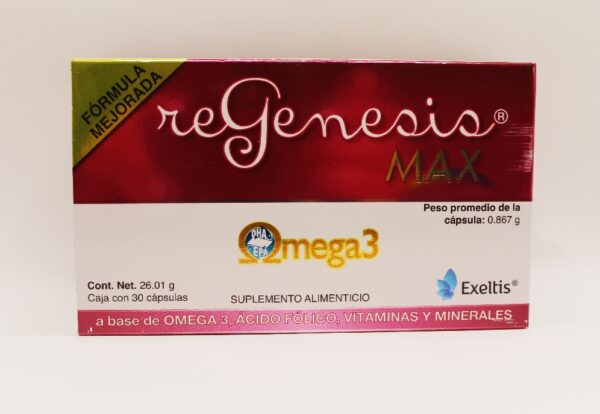 FÓRMULA
MEJORADA
reGenesis®
MAX
Peso promedio de la
cápsula: 0.867 g
DHA
EPA
Omega3
Cont. Net. 26.01 g
Caja con 30 cápsulas
SUPLEMENTO ALIMENTICIO
Exeltis®
a base de OMEGA 3, ÁCIDO FÓLICO, VITAMINAS Y MINERALES